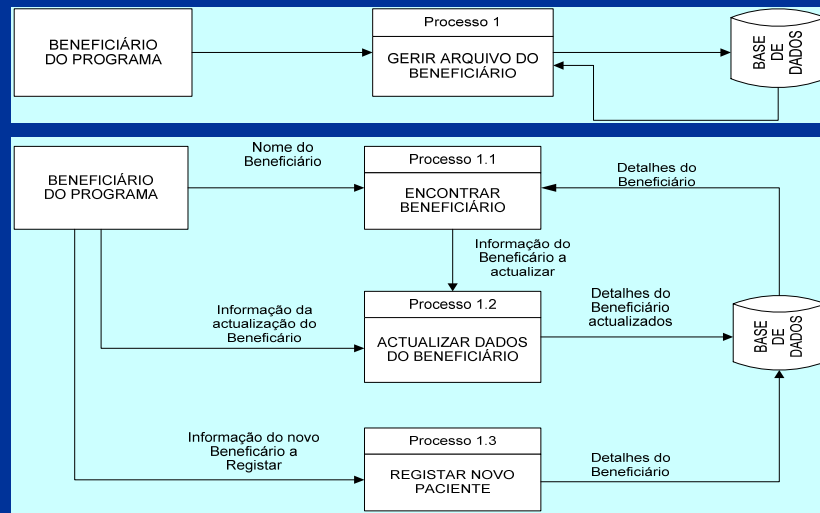 BENEFICIÁRIO
DO PROGRAMA
Processo 1
GERIR ARQUIVO DO
BENEFICIÁRIO
BASE
DE
DADOS
BENEFICIÁRIO
DO PROGRAMA
Nome do
Beneficiário
Processo 1.1
ENCONTRAR
BENEFICIÁRIO
Detalhes do
Beneficiário
Informação do
Beneficário a
actualizar
Informação da
actualização do
Beneficário
Processo 1.2
ACTUALIZAR DADOS
DO BENEFICIÁRIO
Detalhes do
Beneficiário
actualizados
BASE
DE
DADOS
Informação do novo
Beneficário a
Registar
Processo 1.3
REGISTAR NOVO
PACIENTE
Detalhes do
Beneficiário